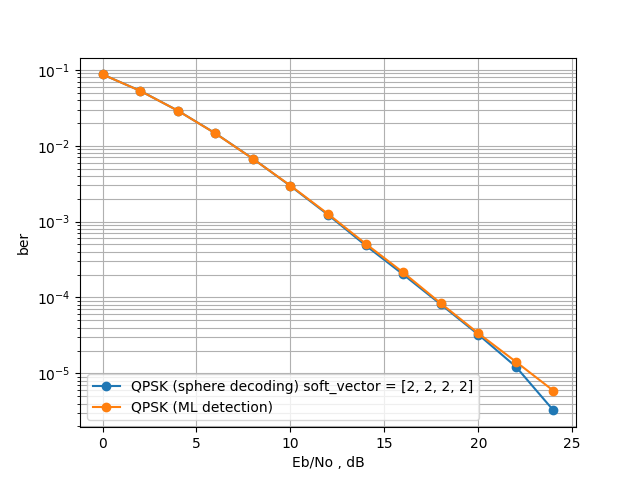 10⁻¹
10⁻²
10⁻³
10⁻⁴
10⁻⁵
ber
QPSK (sphere decoding) soft_vector = [2, 2, 2, 2]
QPSK (ML detection)
0 5 10 15 20 25
Eb/No , dB